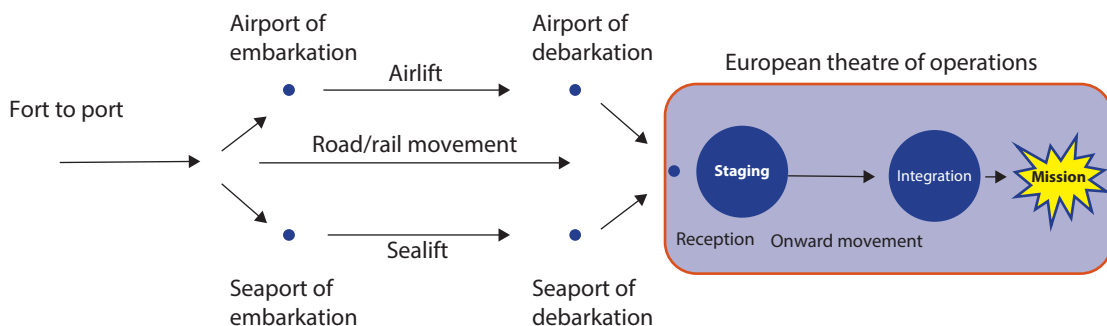 Fort to port
Airport of
embarkation
Airlift
Airport of
debarkation
Road/rail movement
Seaport of
embarkation
Sealift
Seaport of
debarkation
European theatre of operations
Staging
Integration
Mission
Reception
Onward movement